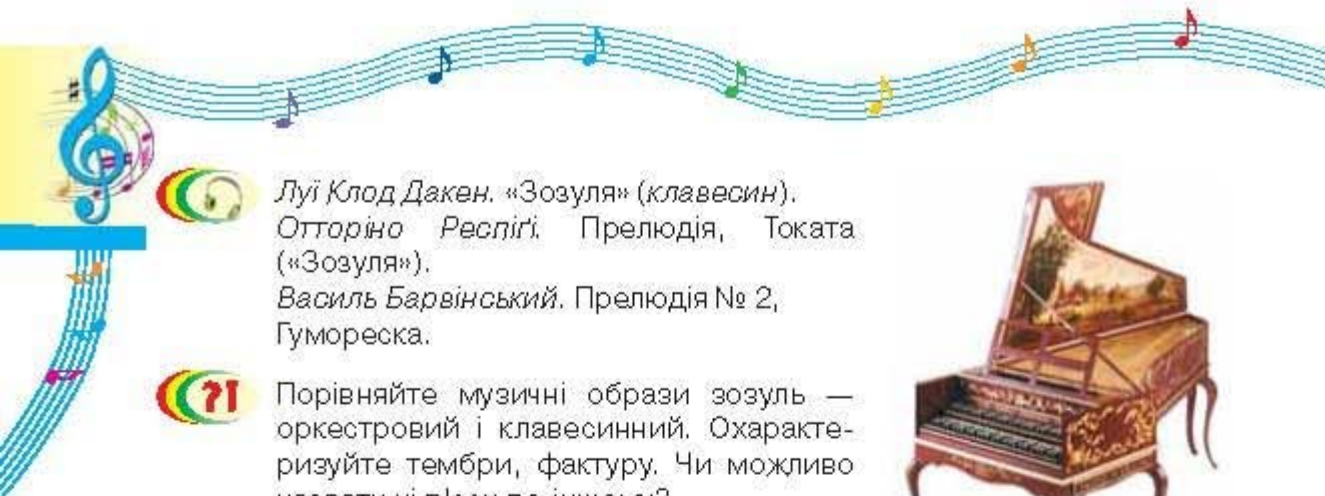 Луї Клод Дакен. «Зозуля» (клавесин).
Отторіно Респіґі. Прелюдія, Токата
(«Зозуля»).
Василь Барвінський. Прелюдія № 2,
Гумореска.
?!
Порівняйте музичні образи зозуль —
оркестровий і клавесинний. Охаракте-
ризуйте тембри, фактуру. Чи можливо